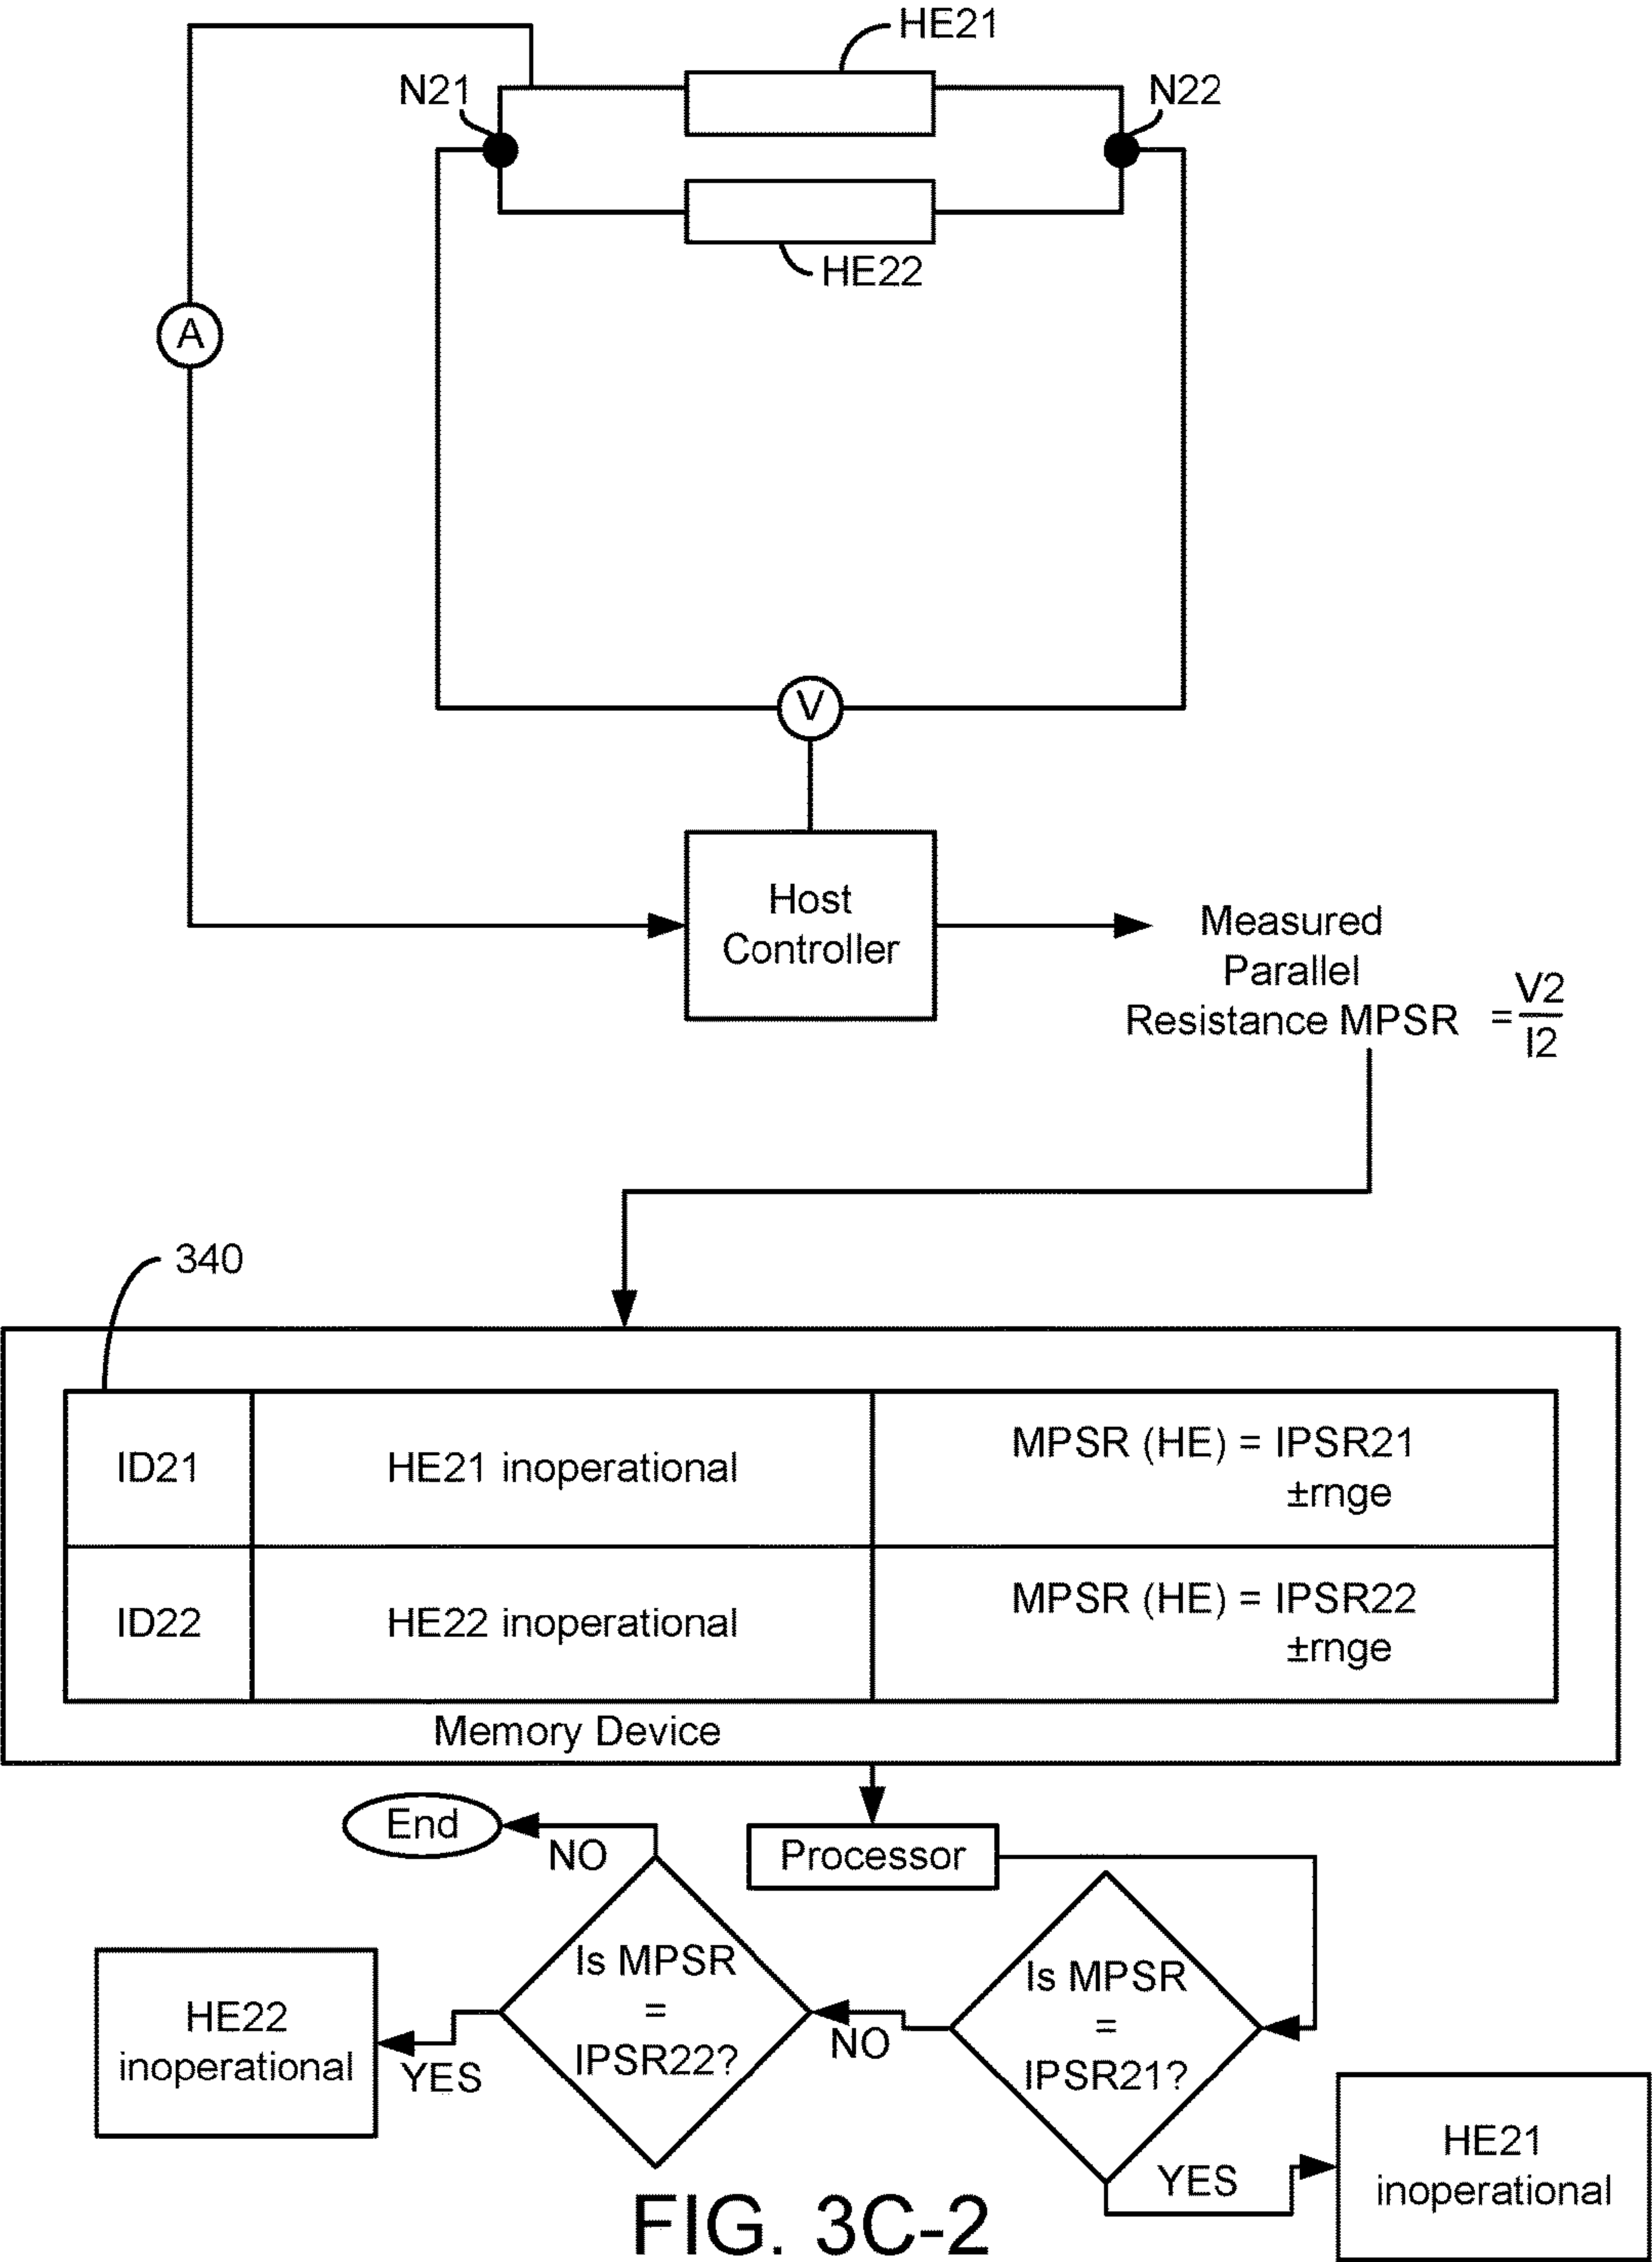 HE21
N21
N22
HE22
A
V
Host
Controller
Measured
Parallel
Resistance MPSR = V2
I2
340
ID21 HE21 inoperational MPSR (HE) = IPSR21
±rnge
ID22 HE22 inoperational MPSR (HE) = IPSR22
±rnge
Memory Device
End
NO
Processor
Is MPSR
=
IPSR22?
Is MPSR
=
IPSR21?
NO
HE22
inoperational
YES
YES
HE21
inoperational
FIG. 3C-2